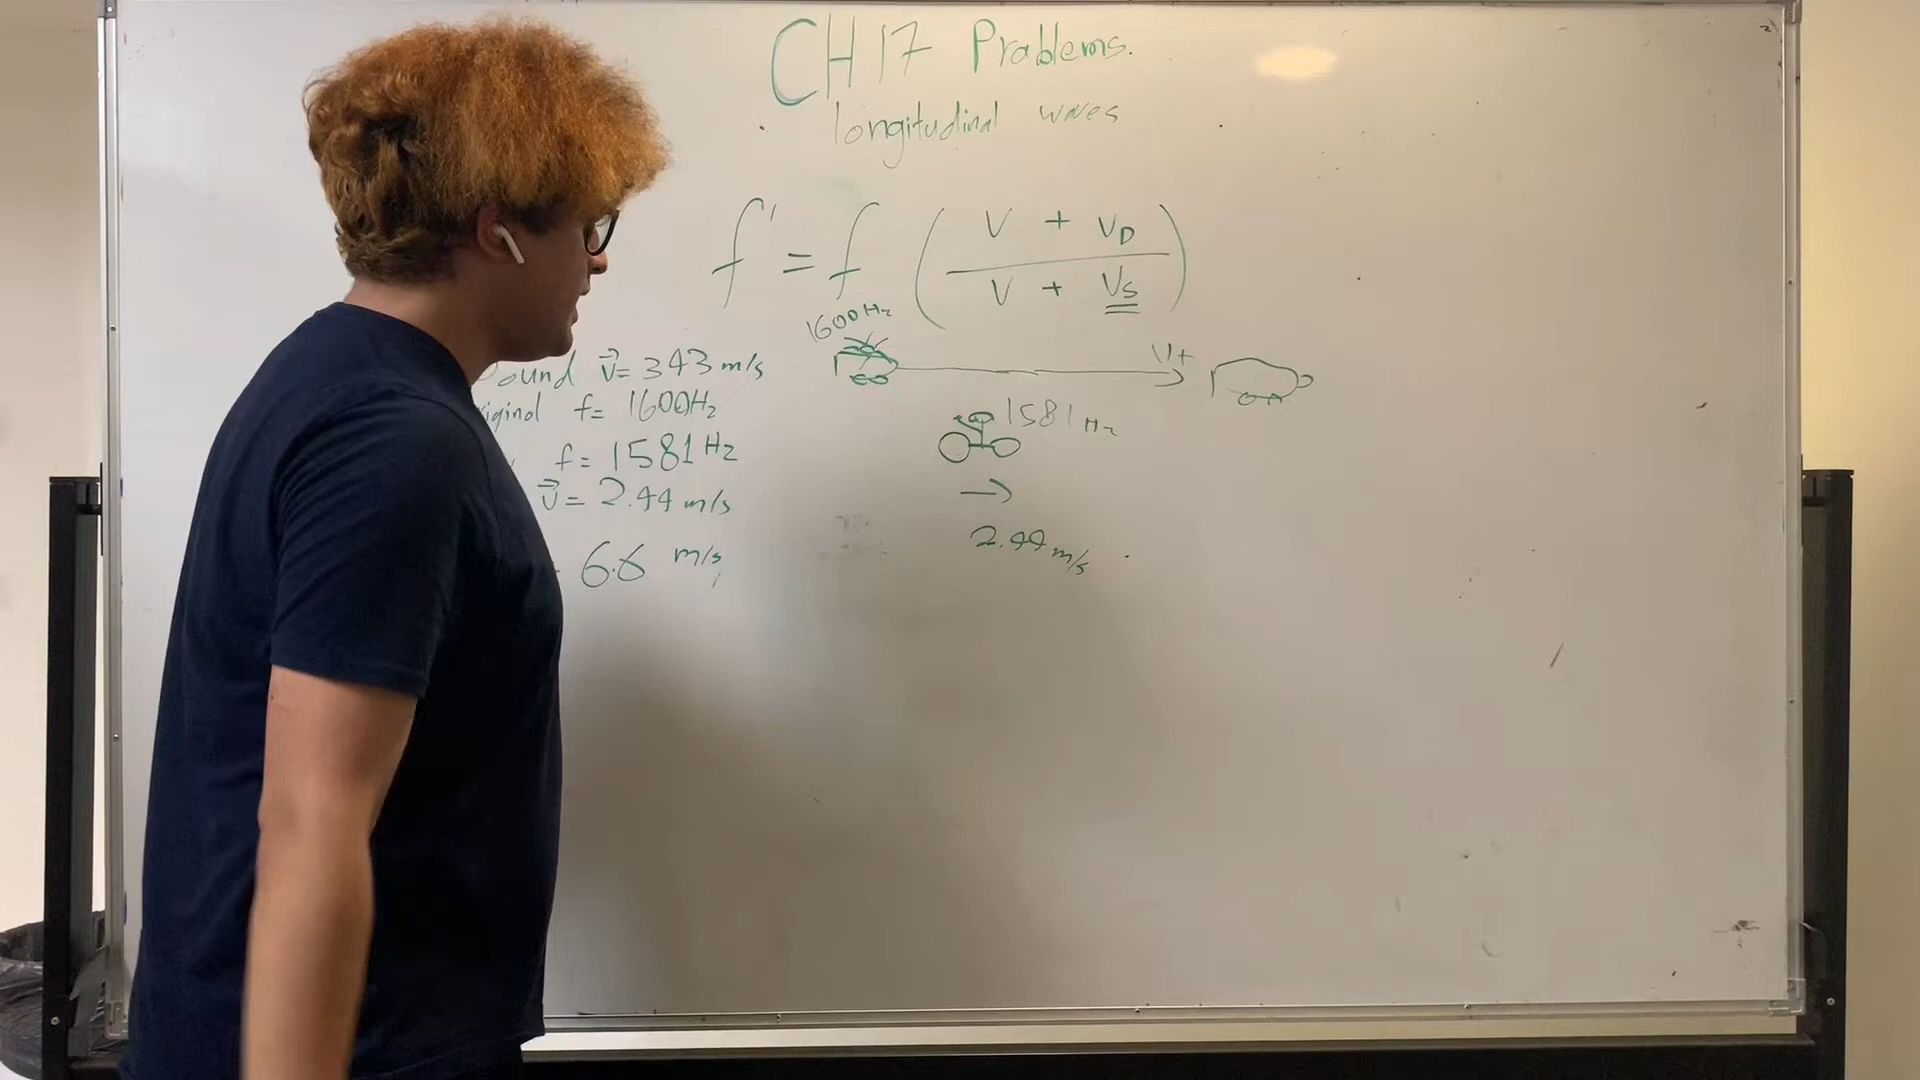 CH 17 Problems.
longitudinal waves
f' = f ( V + VD / V + VS )
1600 Hz
V+
ound v⃗ = 343 m/s
iginal f = 1600 Hz
1581 Hz
f = 1581 Hz
v⃗ = 2.44 m/s
2.44 m/s
6.6 m/s